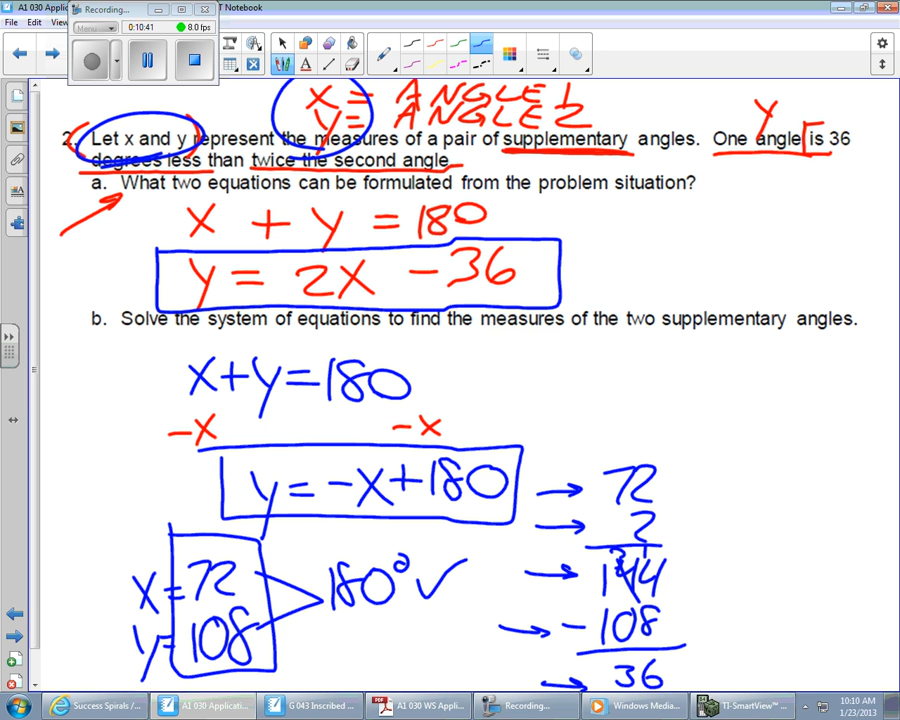 A1 030 Applic
Recording...
T Notebook
File
Edit
Menu
0:10:41
8.0 fps
x = ANGLE 1
y = ANGLE 2
y
2. Let x and y represent the measures of a pair of supplementary angles. One angle is 36
degrees less than twice the second angle
a. What two equations can be formulated from the problem situation?
x + y = 180
y = 2x - 36
b. Solve the system of equations to find the measures of the two supplementary angles.
x+y=180
-x -x
y = -x+180
→ 72
→ 2
x = 72
y= 108
180° ✓
→ 144
→ - 108
→ 36
Success Spirals /...
A1 030 Applicatio...
G 043 Inscribed ...
A1 030 WS Appli...
Recording...
Windows Media...
TI-SmartView™ ...
10:10 AM
1/23/2013